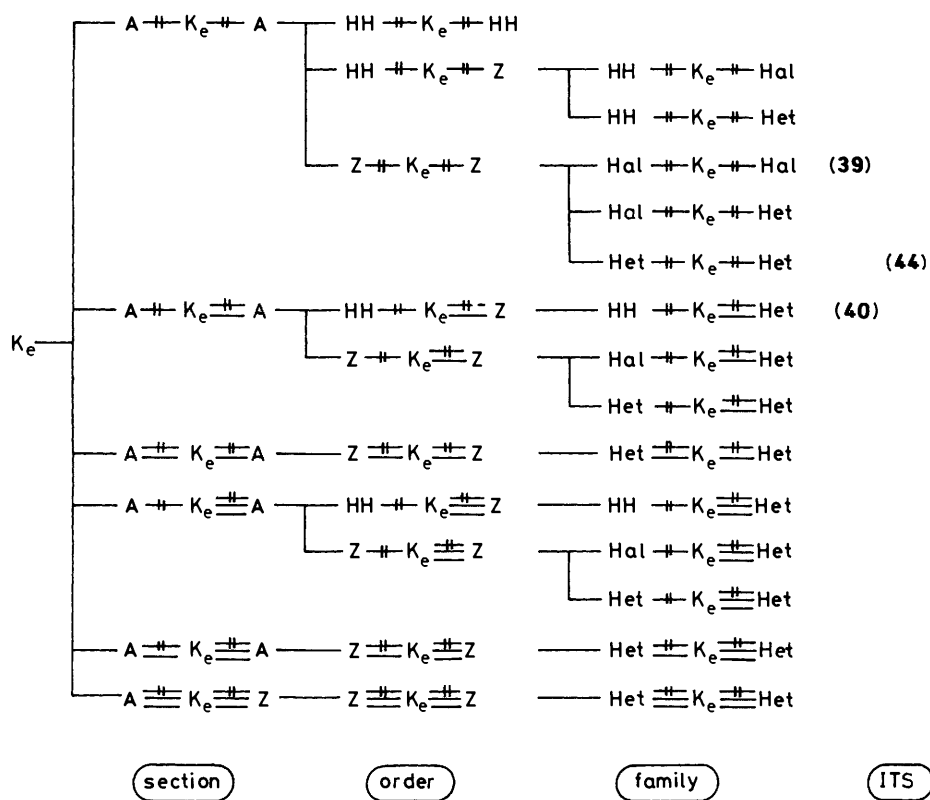 A ⧺ Kₑ ⧺ A HH ⧺ Kₑ ⧺ HH
HH ⧺ Kₑ ⧺ Z HH ⧺ Kₑ ⧺ Hal
HH ⧺ Kₑ ⧺ Het
Z ⧺ Kₑ ⧺ Z Hal ⧺ Kₑ ⧺ Hal (39)
Hal ⧺ Kₑ ⧺ Het
Het ⧺ Kₑ ⧺ Het (44)
A ⧺ Kₑ = A HH ⧺ Kₑ = Z HH ⧺ Kₑ = Het (40)
Kₑ
Z ⧺ Kₑ = Z Hal ⧺ Kₑ = Het
Het ⧺ Kₑ = Het
A = Kₑ = A Z = Kₑ = Z Het = Kₑ = Het
A ⧺ Kₑ ≡ A HH ⧺ Kₑ ≡ Z HH ⧺ Kₑ ≡ Het
Z ⧺ Kₑ ≡ Z Hal ⧺ Kₑ ≡ Het
Het ⧺ Kₑ ≡ Het
A = Kₑ ≡ A Z = Kₑ ≡ Z Het = Kₑ ≡ Het
A ≡ Kₑ ≡ Z Z ≡ Kₑ ≡ Z Het ≡ Kₑ ≡ Het
section order family ITS